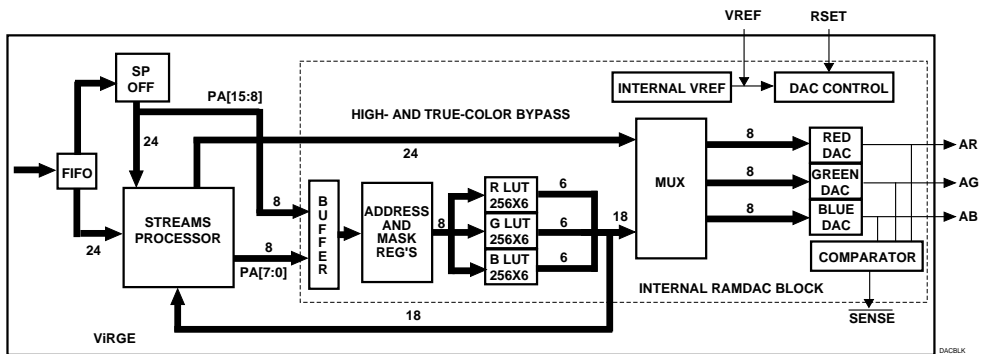 VREF
RSET
SP
OFF
INTERNAL VREF
DAC CONTROL
PA[15:8]
HIGH- AND TRUE-COLOR BYPASS
24
24
8
RED
DAC
AR
FIFO
MUX
R LUT
256X6
6
8
GREEN
DAC
AG
STREAMS
PROCESSOR
8
BUFFER
ADDRESS
AND
MASK
REG'S
8
G LUT
256X6
6
18
8
BLUE
DAC
AB
24
8
PA[7:0]
B LUT
256X6
6
COMPARATOR
INTERNAL RAMDAC BLOCK
18
SENSE
ViRGE
DACBLK